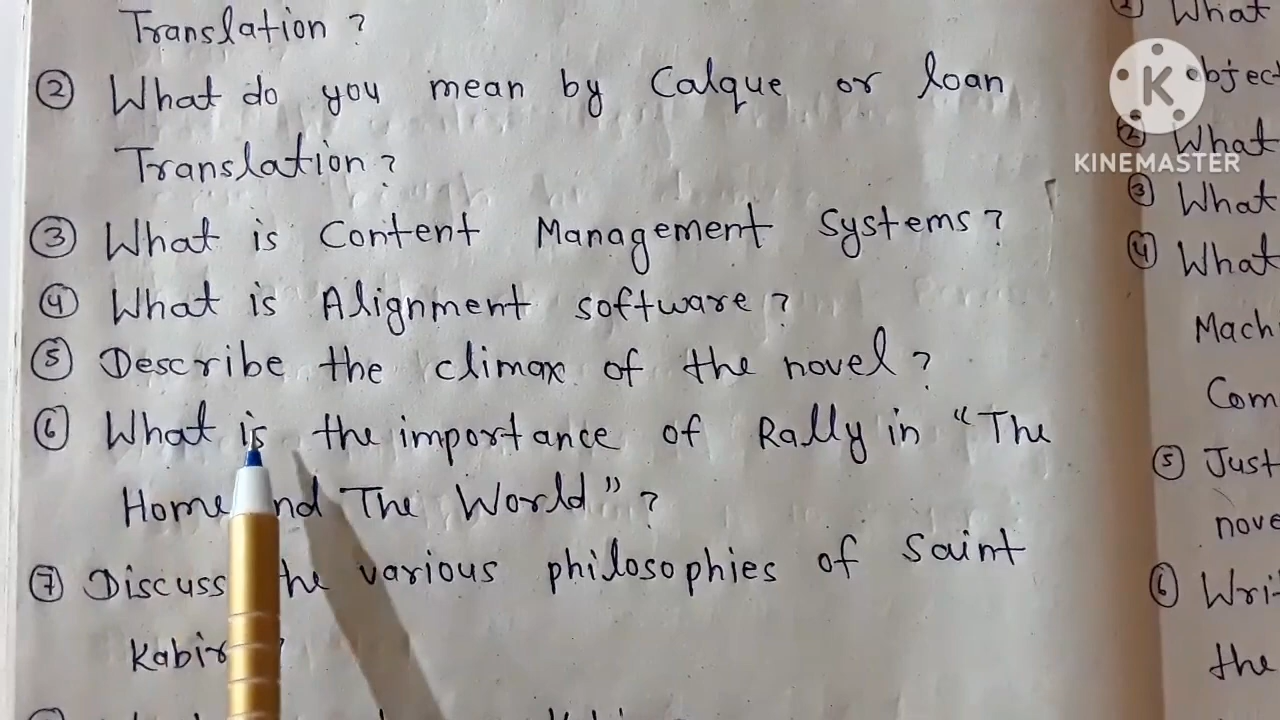 Translation ?
② What do you mean by Calque or loan
Translation ?
③ What is Content Management Systems ?
④ What is Alignment software ?
⑤ Describe the climax of the novel ?
⑥ What is the importance of Rally in “The
Home and The World” ?
⑦ Discuss the various philosophies of Saint
Kabir ?
What
object
② What
③ What
④ What
Mach
Com
⑤ Just
nove
⑥ Wri
the
K
KINEMASTER